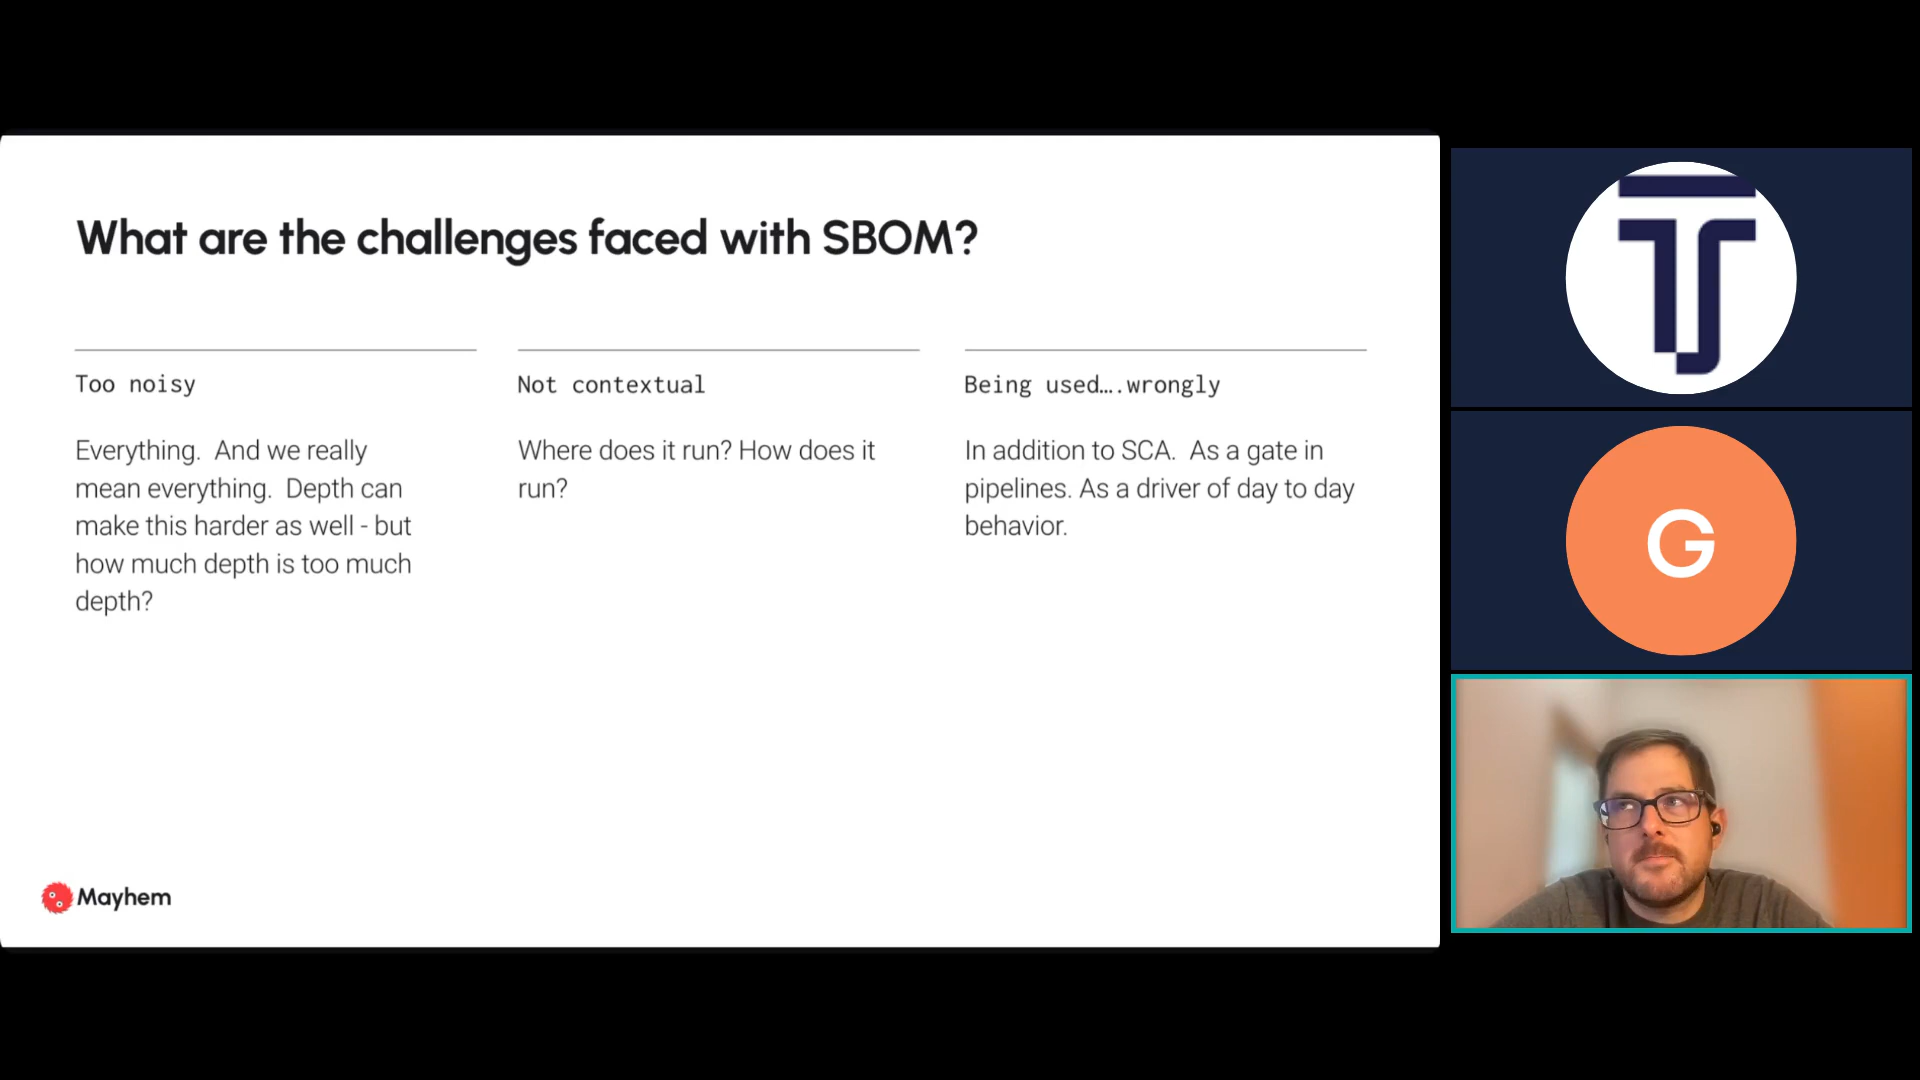 What are the challenges faced with SBOM?
Too noisy
Everything.  And we really
mean everything.  Depth can
make this harder as well - but
how much depth is too much
depth?
Not contextual
Where does it run? How does it
run?
Being used….wrongly
In addition to SCA.  As a gate in
pipelines. As a driver of day to day
behavior.
Mayhem
TS
G